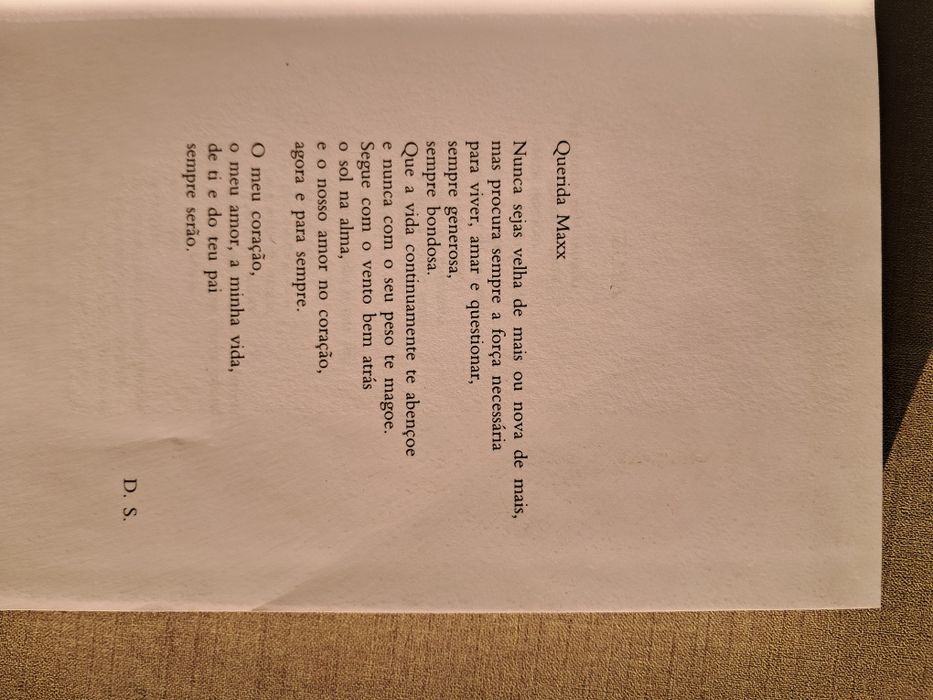 Querida Maxx
Nunca sejas velha de mais ou nova de mais,
mas procura sempre a força necessária
para viver, amar e questionar,
sempre generosa,
sempre bondosa.
Que a vida continuamente te abençoe
e nunca com o seu peso te magoe.
Segue com o vento bem atrás
o sol na alma,
e o nosso amor no coração,
agora e para sempre.
O meu coração,
o meu amor, a minha vida,
de ti e do teu pai
sempre serão.
D. S.